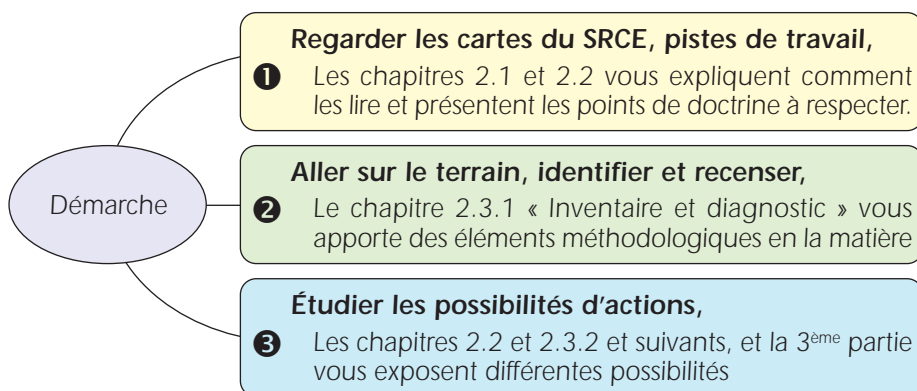 Démarche
Regarder les cartes du SRCE, pistes de travail,
❶ Les chapitres 2.1 et 2.2 vous expliquent comment
les lire et présentent les points de doctrine à respecter.
Aller sur le terrain, identifier et recenser,
❷ Le chapitre 2.3.1 « Inventaire et diagnostic » vous
apporte des éléments méthodologiques en la matière
Étudier les possibilités d'actions,
❸ Les chapitres 2.2 et 2.3.2 et suivants, et la 3ème partie
vous exposent différentes possibilités